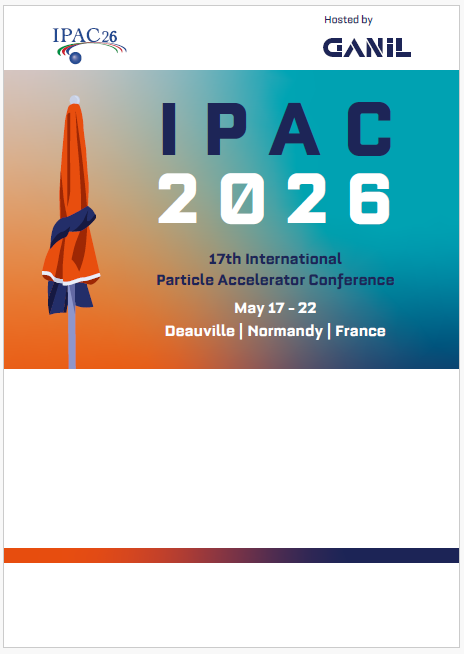 IPAC26
Hosted by
GANIL
IPAC
2026
17th International
Particle Accelerator Conference
May 17 - 22
Deauville | Normandy | France